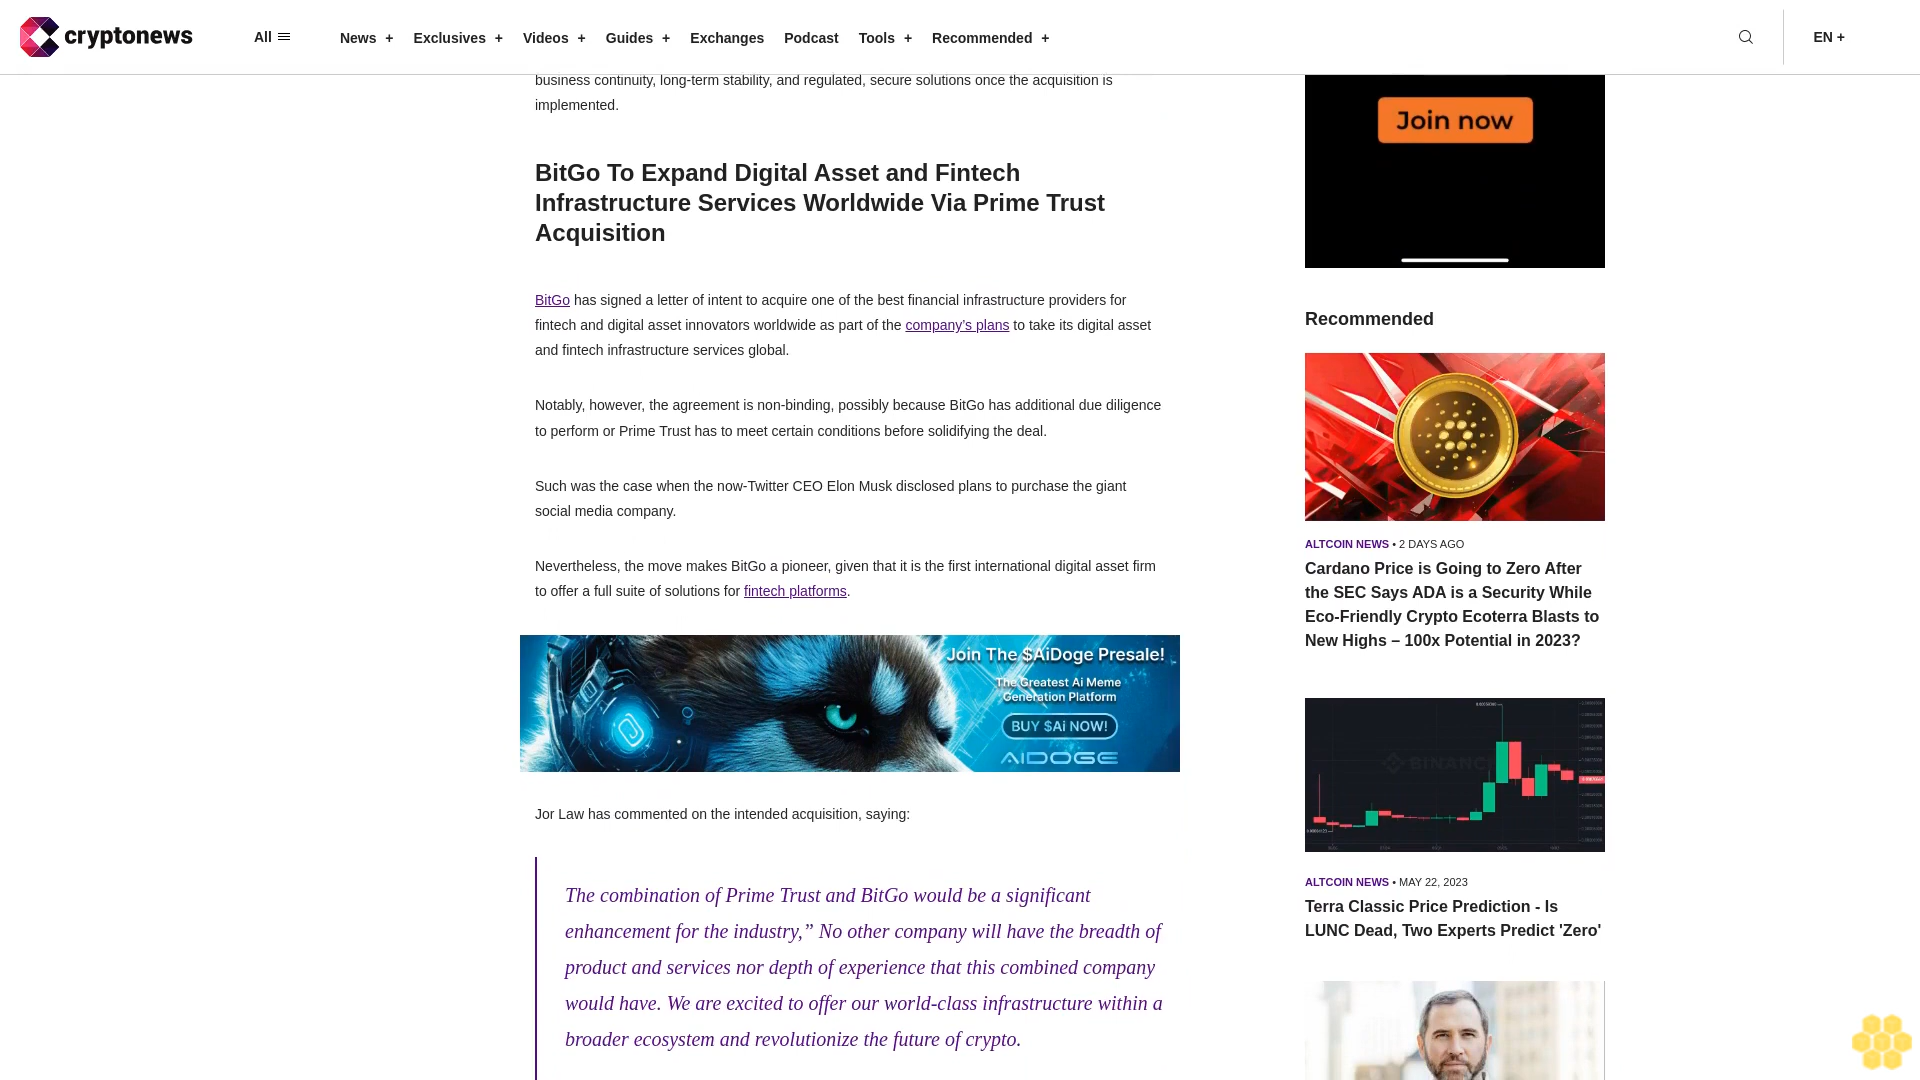 cryptonews
All
News + Exclusives + Videos + Guides + Exchanges Podcast Tools + Recommended +
EN +
business continuity, long-term stability, and regulated, secure solutions once the acquisition is
implemented.
BitGo To Expand Digital Asset and Fintech
Infrastructure Services Worldwide Via Prime Trust
Acquisition
BitGo has signed a letter of intent to acquire one of the best financial infrastructure providers for
fintech and digital asset innovators worldwide as part of the company's plans to take its digital asset
and fintech infrastructure services global.
Notably, however, the agreement is non-binding, possibly because BitGo has additional due diligence
to perform or Prime Trust has to meet certain conditions before solidifying the deal.
Such was the case when the now-Twitter CEO Elon Musk disclosed plans to purchase the giant
social media company.
Nevertheless, the move makes BitGo a pioneer, given that it is the first international digital asset firm
to offer a full suite of solutions for fintech platforms.
Join The $AiDoge Presale!
The Greatest Ai Meme
Generation Platform
BUY $Ai NOW!
AIDOGE
Jor Law has commented on the intended acquisition, saying:
The combination of Prime Trust and BitGo would be a significant
enhancement for the industry,” No other company will have the breadth of
product and services nor depth of experience that this combined company
would have. We are excited to offer our world-class infrastructure within a
broader ecosystem and revolutionize the future of crypto.
Join now
Recommended
ALTCOIN NEWS • 2 DAYS AGO
Cardano Price is Going to Zero After
the SEC Says ADA is a Security While
Eco-Friendly Crypto Ecoterra Blasts to
New Highs – 100x Potential in 2023?
BINANCE
ALTCOIN NEWS • MAY 22, 2023
Terra Classic Price Prediction - Is
LUNC Dead, Two Experts Predict 'Zero'